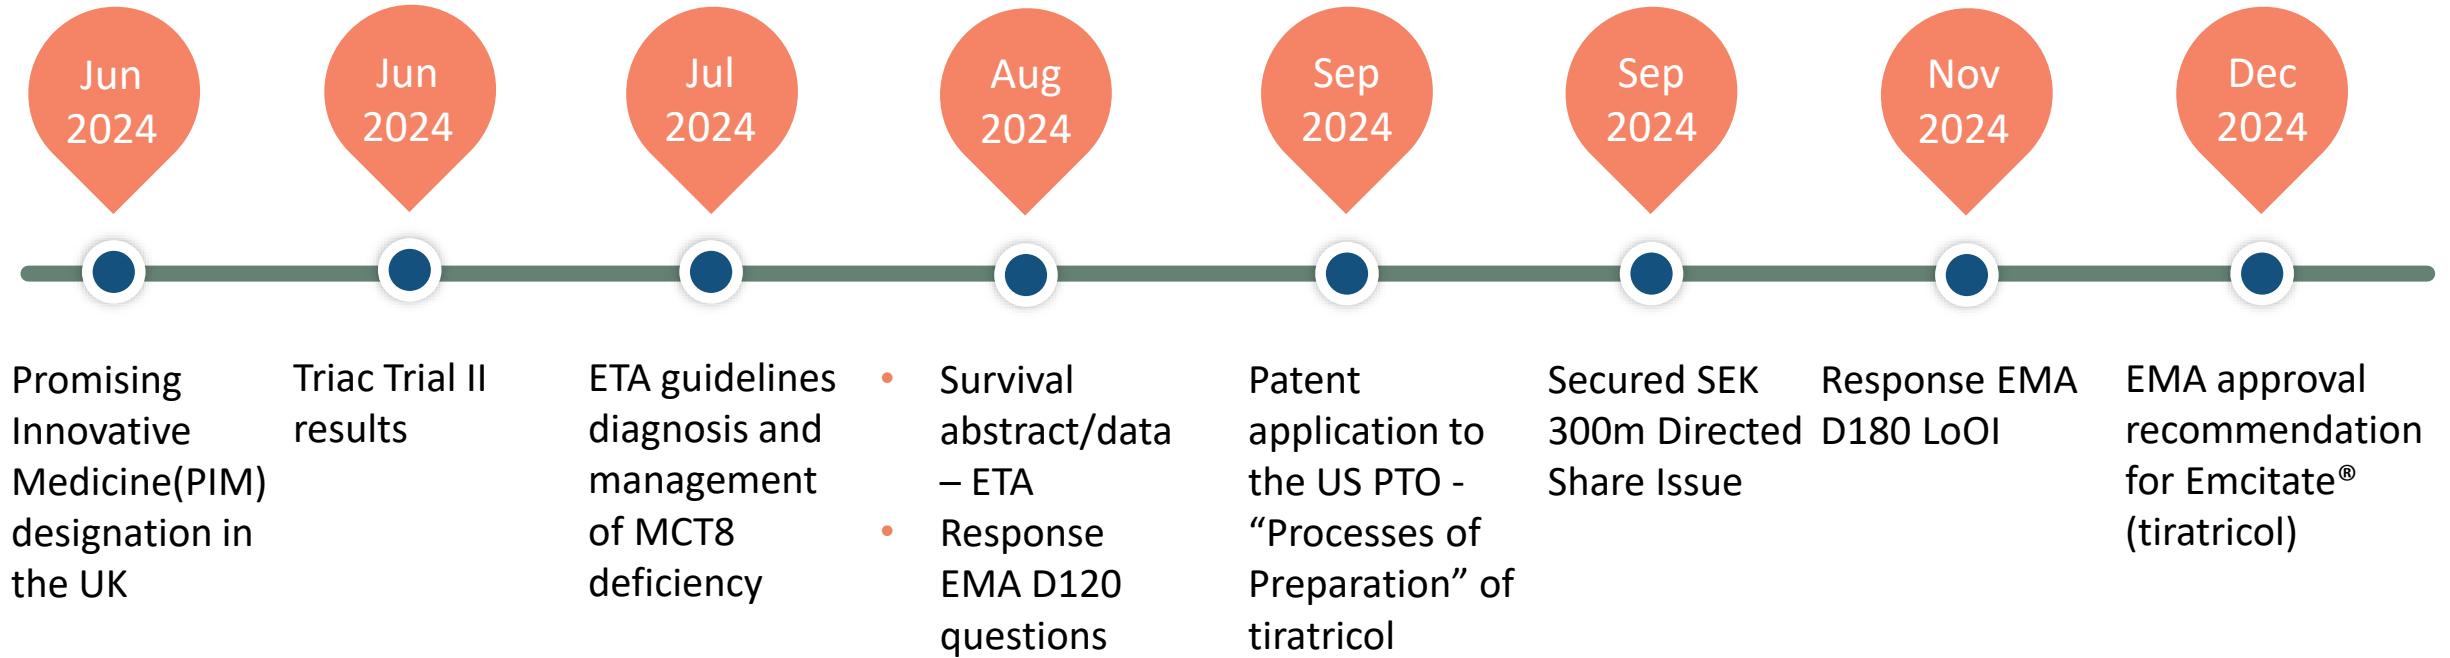 Jun
2024
Jun
2024
Jul
2024
Aug
2024
Sep
2024
Sep
2024
Nov
2024
Dec
2024
Promising
Innovative
Medicine(PIM)
designation in
the UK
Triac Trial II
results
ETA guidelines
diagnosis and
management
of MCT8
deficiency
• Survival
abstract/data
– ETA
• Response
EMA D120
questions
Patent
application to
the US PTO -
“Processes of
Preparation” of
tiratricol
Secured SEK
300m Directed
Share Issue
Response EMA
D180 LoOI
EMA approval
recommendation
for Emcitate®
(tiratricol)